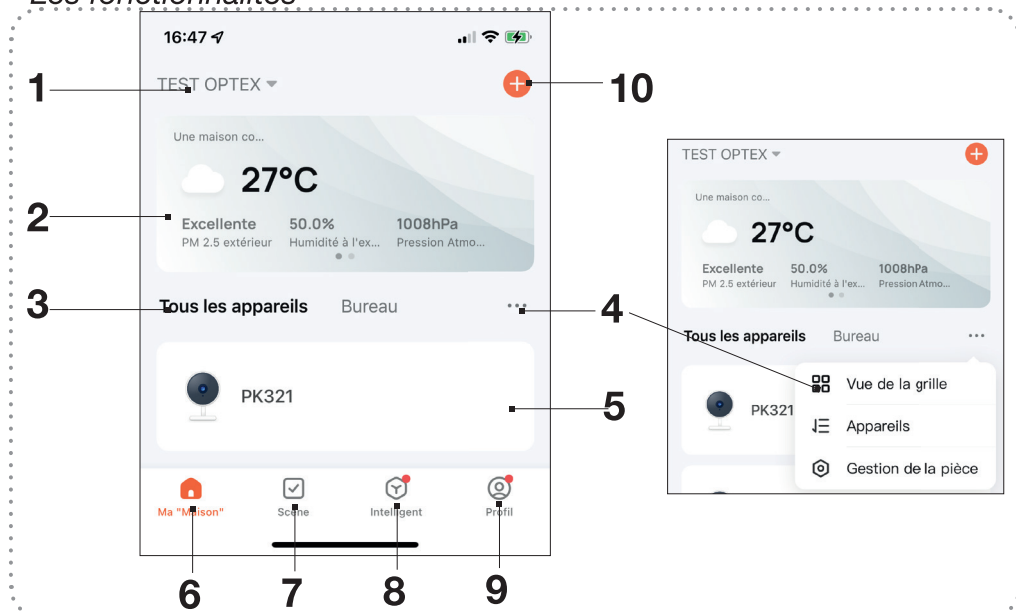 Les fonctionnalités
16:47
1
TEST OPTEX
10
Une maison co...
27°C
2
Excellente 50.0% 1008hPa
PM 2.5 extérieur Humidité à l'ex... Pression Atmo...
3
Tous les appareils Bureau ...
4
PK321
5
Ma "Maison" Scène Intelligent Profil
6 7 8 9
TEST OPTEX
Une maison co...
27°C
Excellente 50.0% 1008hPa
PM 2.5 extérieur Humidité à l'ex... Pression Atmo...
Tous les appareils Bureau ...
Vue de la grille
PK321
Appareils
Gestion de la pièce